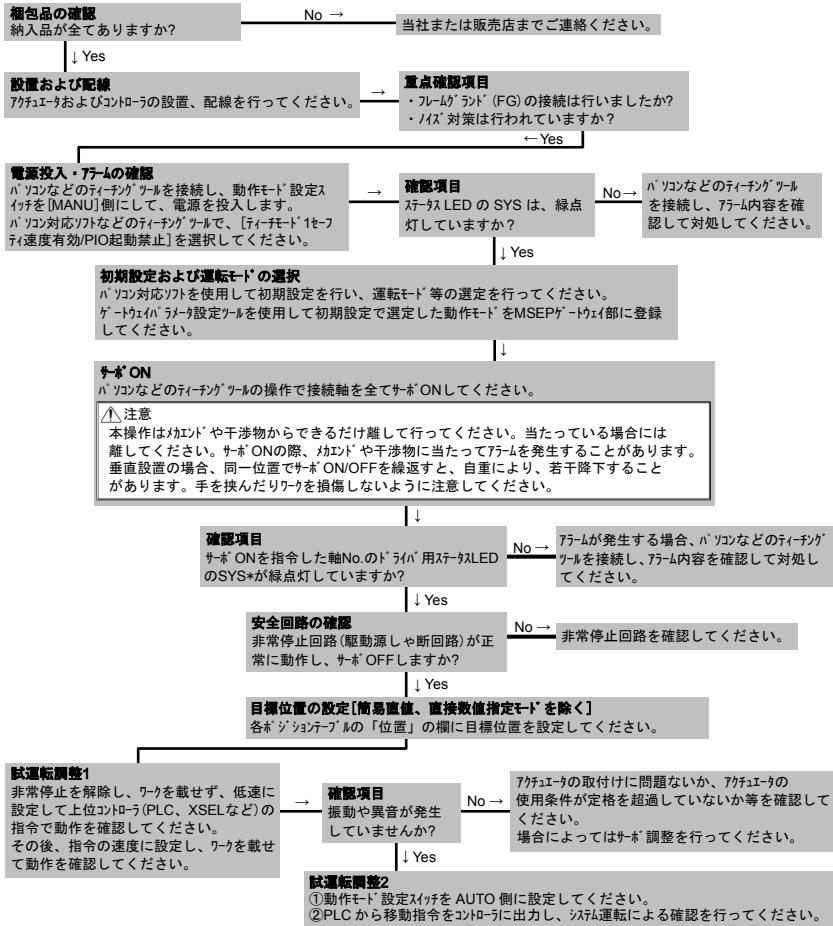 梱包品の確認
納入品が全てありますか?
No →
当社または販売店までご連絡ください。
↓Yes
設置および配線
ｱｸﾁｭｴｰﾀおよびｺﾝﾄﾛｰﾗの設置、配線を行ってください。
→
重点確認項目
・ﾌﾚｰﾑｸﾞﾗﾝﾄﾞ(FG)の接続は行いましたか?
・ﾉｲｽﾞ対策は行われていますか？
←Yes
電源投入・ｱﾗｰﾑの確認
ﾊﾟｿｺﾝなどのﾃｨｰﾁﾝｸﾞﾂｰﾙを接続し、動作ﾓｰﾄﾞ設定ｽ
ｲｯﾁを[MANU]側にして、電源を投入します。
ﾊﾟｿｺﾝ対応ｿﾌﾄなどのﾃｨｰﾁﾝｸﾞﾂｰﾙで、[ﾃｨｰﾁﾓｰﾄﾞ1ｾｰﾌ
ﾃｨ速度有効/PIO起動禁止]を選択してください。
→
確認項目
ｽﾃｰﾀｽ LED の SYS は、緑点
灯していますか？
No→
ﾊﾟｿｺﾝなどのﾃｨｰﾁﾝｸﾞﾂｰﾙ
を接続し、ｱﾗｰﾑ内容を確
認して対処してください。
↓Yes
初期設定および運転ﾓｰﾄﾞの選択
ﾊﾟｿｺﾝ対応ｿﾌﾄを使用して初期設定を行い、運転ﾓｰﾄﾞ等の選定を行ってください。
ｹﾞｰﾄｳｪｲﾊﾟﾗﾒｰﾀ設定ﾂｰﾙを使用して初期設定で選定した動作ﾓｰﾄﾞをMSEPｹﾞｰﾄｳｪｲ部に登録
してください。
↓
ｻｰﾎﾞON
ﾊﾟｿｺﾝなどのﾃｨｰﾁﾝｸﾞﾂｰﾙの操作で接続軸を全てｻｰﾎﾞONしてください。
⚠注意
本操作はﾒｶｴﾝﾄﾞや干渉物からできるだけ離して行ってください。当たっている場合には
離してください。ｻｰﾎﾞONの際、ﾒｶｴﾝﾄﾞや干渉物に当たってｱﾗｰﾑを発生することがあります。
垂直設置の場合、同一位置でｻｰﾎﾞON/OFFを繰返すと、自重により、若干降下すること
があります。手を挟んだりﾜｰｸを損傷しないように注意してください。
↓
確認項目
ｻｰﾎﾞONを指令した軸No.のﾄﾞﾗｲﾊﾞ用ｽﾃｰﾀｽLED
のSYS*が緑点灯していますか?
No→
ｱﾗｰﾑが発生する場合、ﾊﾟｿｺﾝなどのﾃｨｰﾁﾝｸﾞ
ﾂｰﾙを接続し、ｱﾗｰﾑ内容を確認して対処し
てください。
↓Yes
安全回路の確認
非常停止回路(駆動源しゃ断回路)が正
常に動作し、ｻｰﾎﾞOFFしますか?
No→
非常停止回路を確認してください。
↓Yes
目標位置の設定[簡易直値、直接数値指定ﾓｰﾄﾞを除く]
各ﾎﾟｼﾞｼｮﾝﾃｰﾌﾞﾙの「位置」の欄に目標位置を設定してください。
試運転調整1
非常停止を解除し、ﾜｰｸを載せず、低速に
設定して上位ｺﾝﾄﾛｰﾗ(PLC、XSELなど)の
指令で動作を確認してください。
その後、指令の速度に設定し、ﾜｰｸを載せ
て動作を確認してください。
→
確認項目
振動や異音が発生
していませんか?
No→
ｱｸﾁｭｴｰﾀの取付けに問題ないか、ｱｸﾁｭｴｰﾀの
使用条件が定格を超過していないか等を確認して
ください。
場合によってはｻｰﾎﾞ調整を行ってください。
↓Yes
試運転調整2
①動作ﾓｰﾄﾞ設定ｽｲｯﾁを AUTO 側に設定してください。
②PLC から移動指令をｺﾝﾄﾛｰﾗに出力し、ｼｽﾃﾑ運転による確認を行ってください。